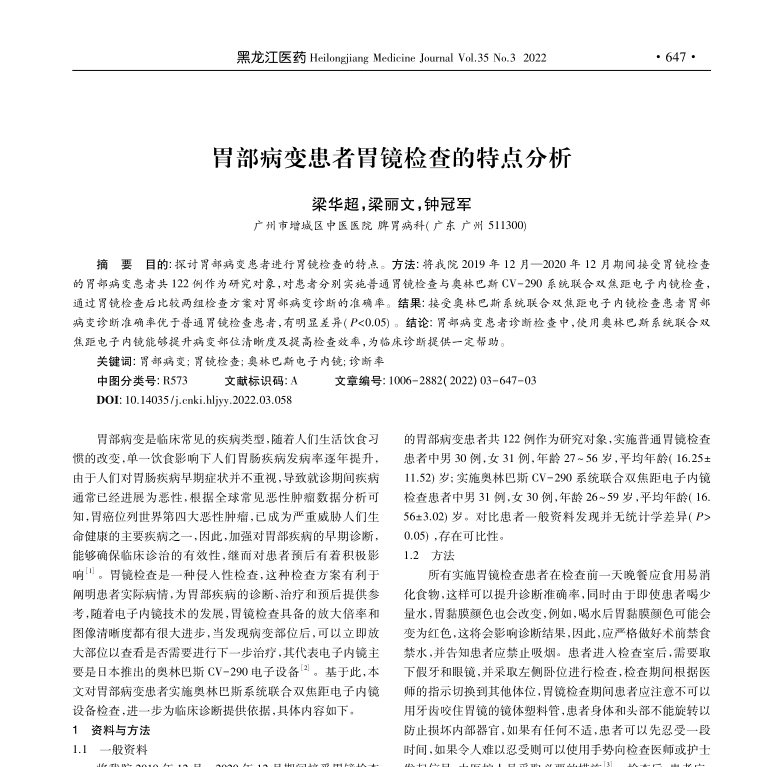 黑龙江医药 Heilongjiang Medicine Journal Vol.35 No.3 2022 ·647·
胃部病变患者胃镜检查的特点分析
梁华超,梁丽文,钟冠军
广州市增城区中医医院 脾胃病科(广东 广州 511300)
摘 要 目的:探讨胃部病变患者进行胃镜检查的特点。方法:将我院 2019 年 12 月—2020 年 12 月期间接受胃镜检查
的胃部病变患者共 122 例作为研究对象,对患者分别实施普通胃镜检查与奥林巴斯 CV-290 系统联合双焦距电子内镜检查,
通过胃镜检查后比较两组检查方案对胃部病变诊断的准确率。结果:接受奥林巴斯系统联合双焦距电子内镜检查患者胃部
病变诊断准确率优于普通胃镜检查患者,有明显差异(P<0.05)。结论:胃部病变患者诊断检查中,使用奥林巴斯系统联合双
焦距电子内镜能够提升病变部位清晰度及提高检查效率,为临床诊断提供一定帮助。
关键词:胃部病变;胃镜检查;奥林巴斯电子内镜;诊断率
中图分类号:R573 文献标识码:A 文章编号:1006-2882(2022)03-647-03
DOI:10.14035/j.cnki.hljyy.2022.03.058
胃部病变是临床常见的疾病类型,随着人们生活饮食习
惯的改变,单一饮食影响下人们胃肠疾病发病率逐年提升,
由于人们对胃肠疾病早期症状并不重视,导致就诊期间疾病
通常已经进展为恶性,根据全球常见恶性肿瘤数据分析可
知,胃癌位列世界第四大恶性肿瘤,已成为严重威胁人们生
命健康的主要疾病之一,因此,加强对胃部疾病的早期诊断,
能够确保临床诊治的有效性,继而对患者预后有着积极影
响[1]。胃镜检查是一种侵入性检查,这种检查方案有利于
阐明患者实际病情,为胃部疾病的诊断、治疗和预后提供参
考,随着电子内镜技术的发展,胃镜检查具备的放大倍率和
图像清晰度都有很大进步,当发现病变部位后,可以立即放
大部位以查看是否需要进行下一步治疗,其代表电子内镜主
要是日本推出的奥林巴斯 CV-290 电子设备[2]。基于此,本
文对胃部病变患者实施奥林巴斯系统联合双焦距电子内镜
设备检查,进一步为临床诊断提供依据,具体内容如下。
1 资料与方法
1.1 一般资料
将我院 2019 年 12 月—2020 年 12 月期间接受胃镜检查
的胃部病变患者共 122 例作为研究对象,实施普通胃镜检查
患者中男 30 例,女 31 例,年龄 27~56 岁,平均年龄(16.25±
11.52)岁;实施奥林巴斯 CV-290 系统联合双焦距电子内镜
检查患者中男 31 例,女 30 例,年龄 26~59 岁,平均年龄(16.
56±3.02)岁。对比患者一般资料发现并无统计学差异(P>
0.05),存在可比性。
1.2 方法
所有实施胃镜检查患者在检查前一天晚餐应食用易消
化食物,这样可以提升诊断准确率,同时由于即使患者喝少
量水,胃黏膜颜色也会改变,例如,喝水后胃黏膜颜色可能会
变为红色,这将会影响诊断结果,因此,应严格做好术前禁食
禁水,并告知患者应禁止吸烟。患者进入检查室后,需要取
下假牙和眼镜,并采取左侧卧位进行检查,检查期间根据医
师的指示切换到其他体位,胃镜检查期间患者应注意不可以
用牙齿咬住胃镜的镜体塑料管,患者身体和头部不能旋转以
防止损坏内部器官,如果有任何不适,患者可以先忍受一段
时间,如果令人难以忍受则可以使用手势向检查医师或护士